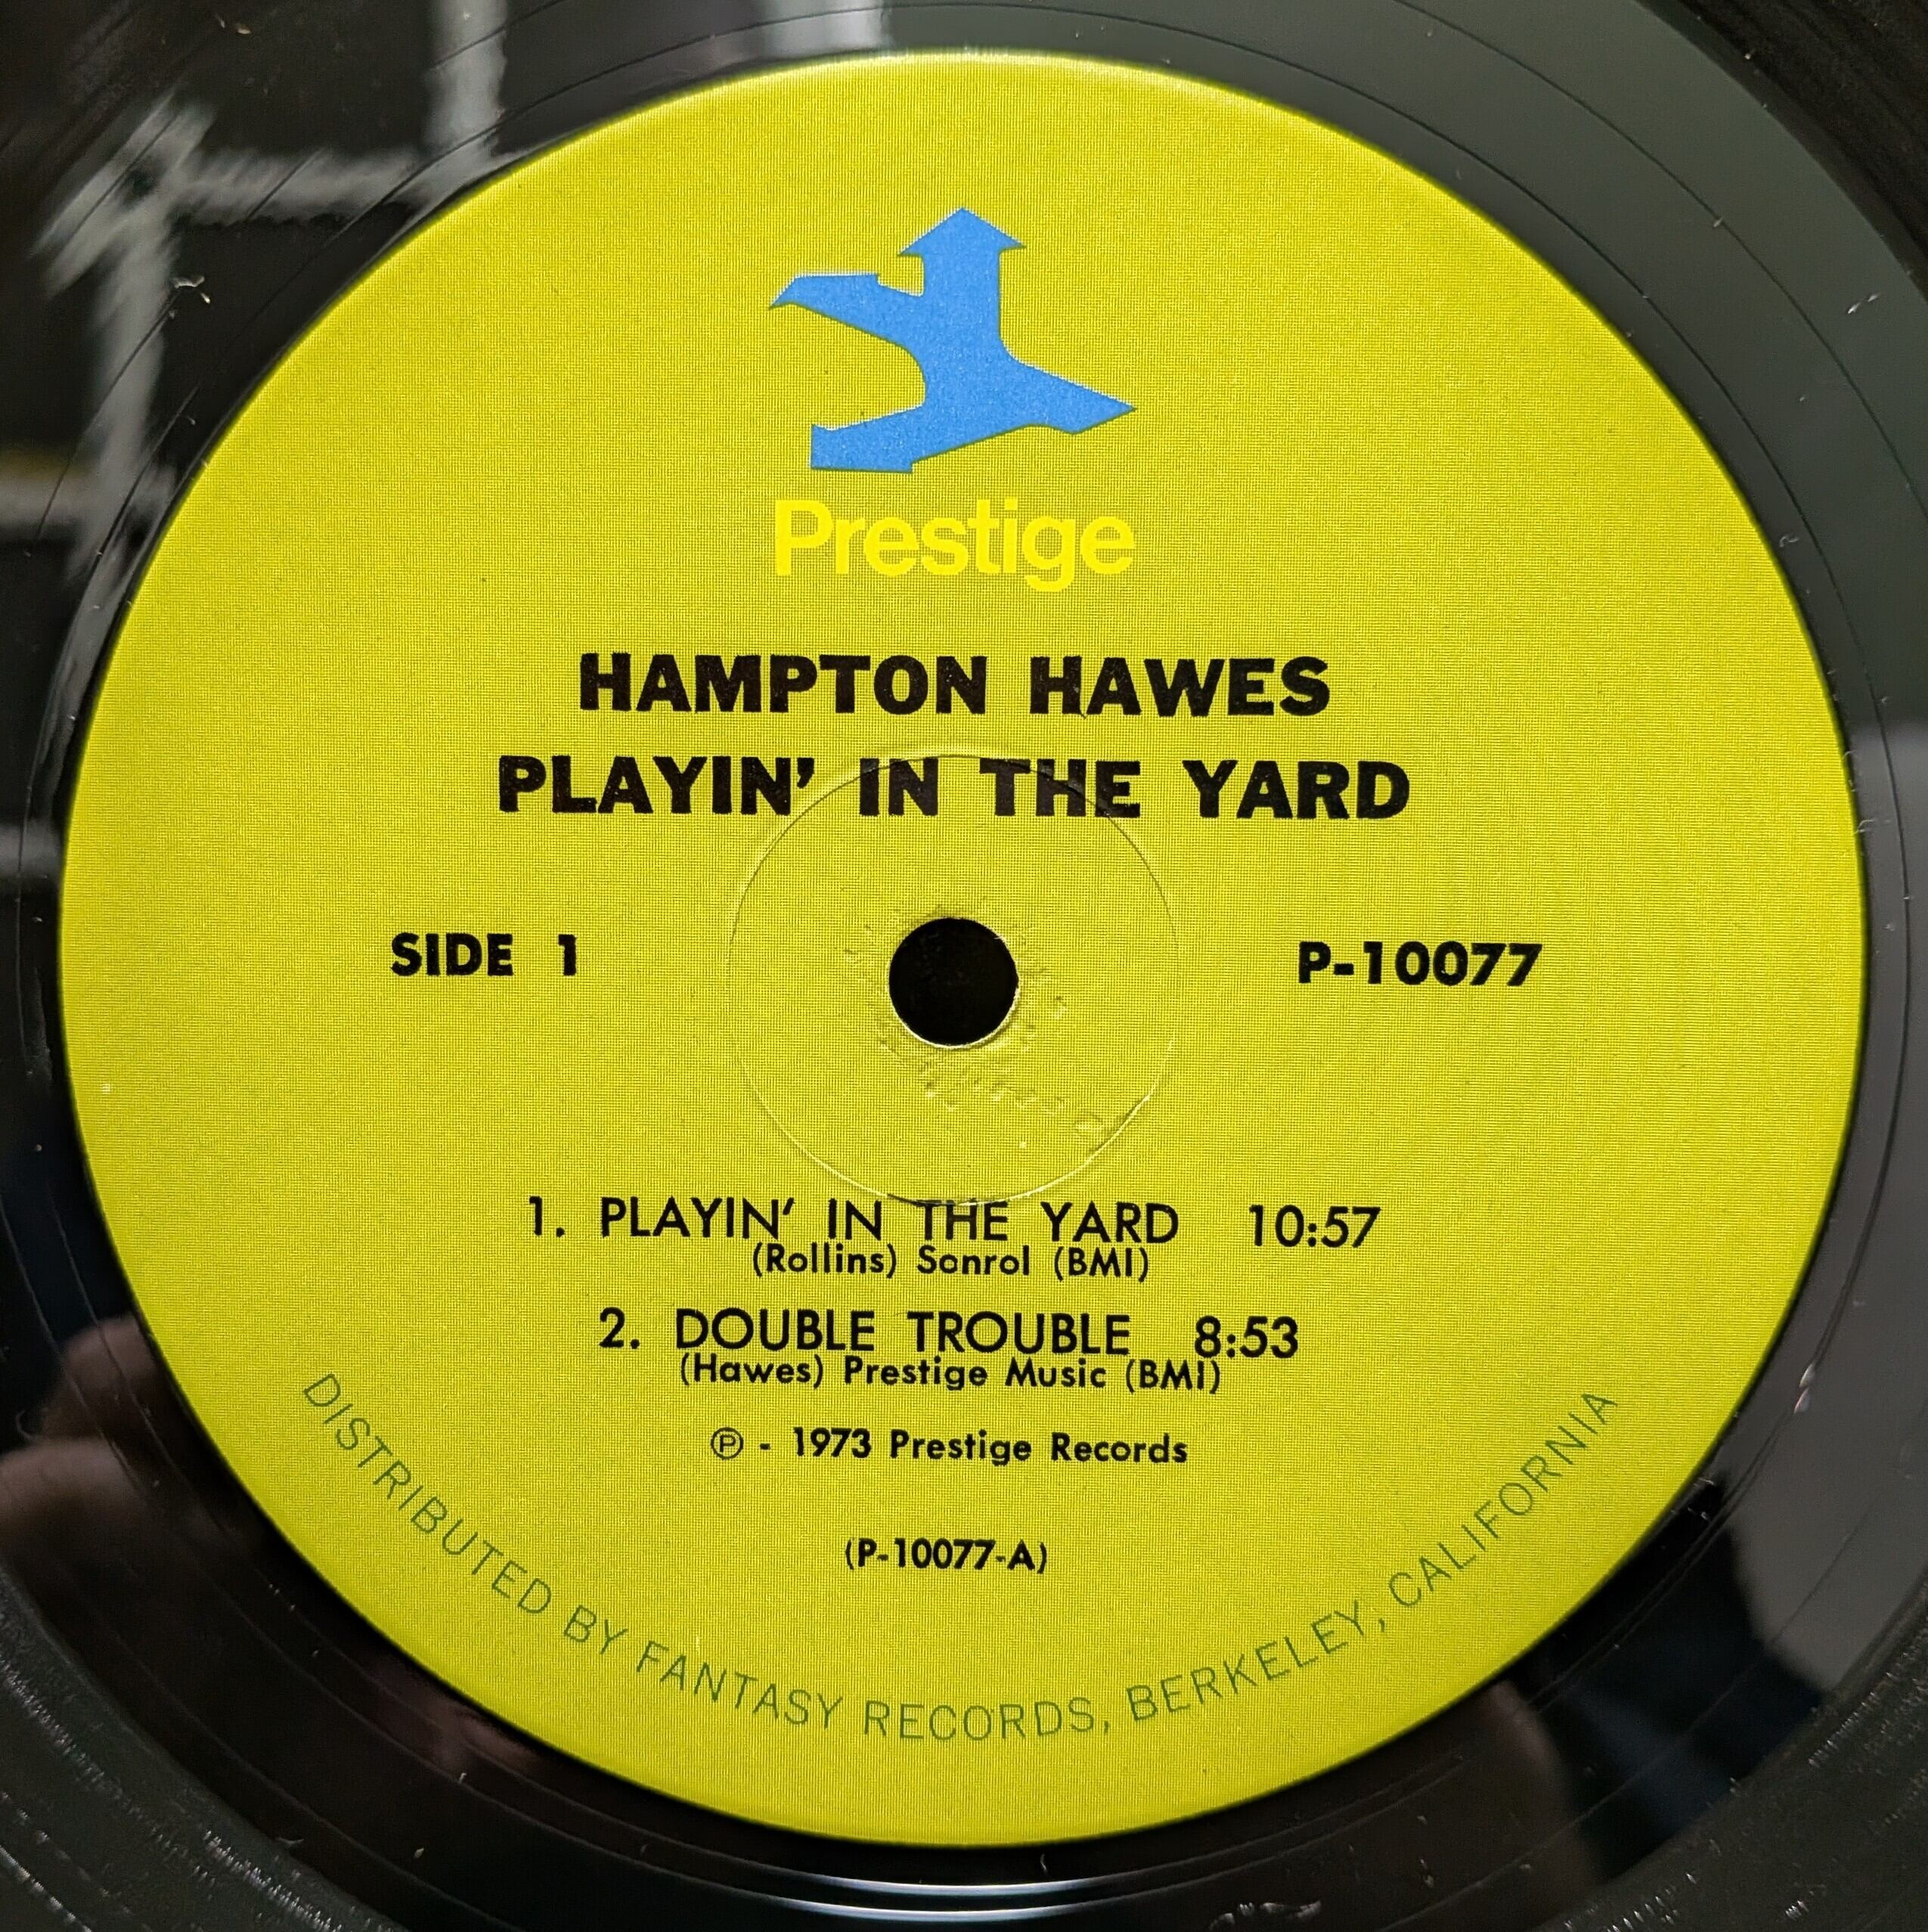 Prestige
HAMPTON HAWES
PLAYIN' IN THE YARD
SIDE 1
P-10077
1. PLAYIN' IN THE YARD 10:57
(Rollins) Sonrol (BMI)
2. DOUBLE TROUBLE 8:53
(Hawes) Prestige Music (BMI)
℗ - 1973 Prestige Records
(P-10077-A)
DISTRIBUTED BY FANTASY RECORDS, BERKELEY, CALIFORNIA